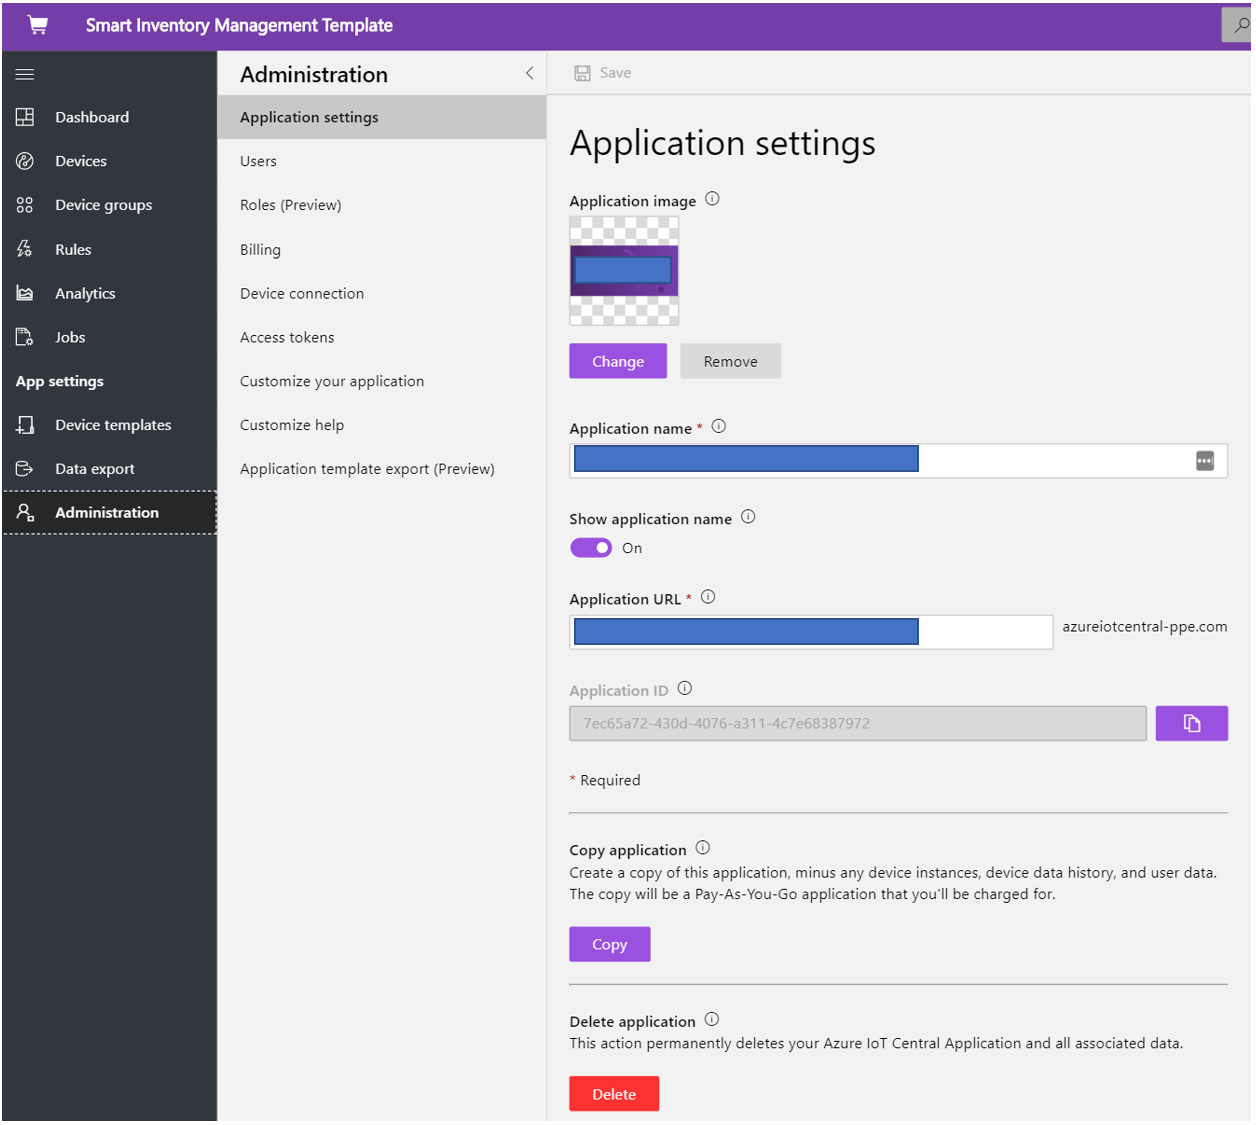 Smart Inventory Management Template
Dashboard
Devices
Device groups
Rules
Analytics
Jobs
App settings
Device templates
Data export
Administration
Administration
Application settings
Users
Roles (Preview)
Billing
Device connection
Access tokens
Customize your application
Customize help
Application template export (Preview)
Save
Application settings
Application image
Change
Remove
Application name *
Show application name
On
Application URL *
azureiotcentral-ppe.com
Application ID
7ec65a72-430d-4076-a311-4c7e68387972
* Required
Copy application
Create a copy of this application, minus any device instances, device data history, and user data.
The copy will be a Pay-As-You-Go application that you'll be charged for.
Copy
Delete application
This action permanently deletes your Azure IoT Central Application and all associated data.
Delete